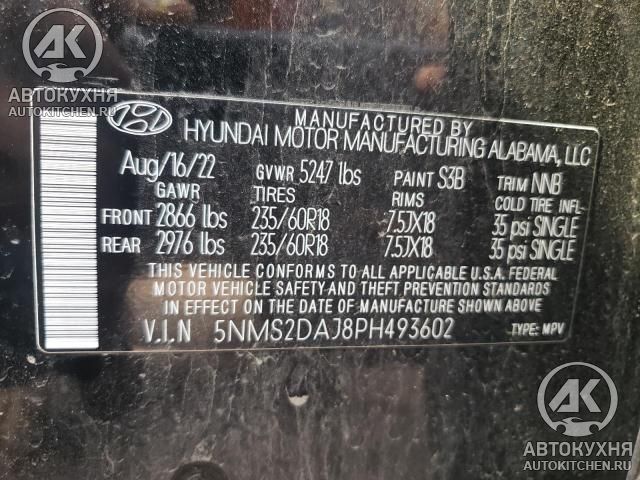 AK
АВТОКУХНЯ
AUTOKITCHEN.RU
MANUFACTURED BY
HYUNDAI MOTOR MANUFACTURING ALABAMA, LLC
Aug/16/22 GVWR 5247 lbs PAINT S3B TRIM NNB
GAWR TIRES RIMS COLD TIRE INFL-
FRONT 2866 lbs 235/60R18 7.5JX18 35 psi SINGLE
REAR 2976 lbs 235/60R18 7.5JX18 35 psi SINGLE
THIS VEHICLE CONFORMS TO ALL APPLICABLE U.S.A. FEDERAL
MOTOR VEHICLE SAFETY AND THEFT PREVENTION STANDARDS
IN EFFECT ON THE DATE OF MANUFACTURE SHOWN ABOVE.
V.I.N 5NMS2DAJ8PH493602 TYPE: MPV
AK
АВТОКУХНЯ
AUTOKITCHEN.RU